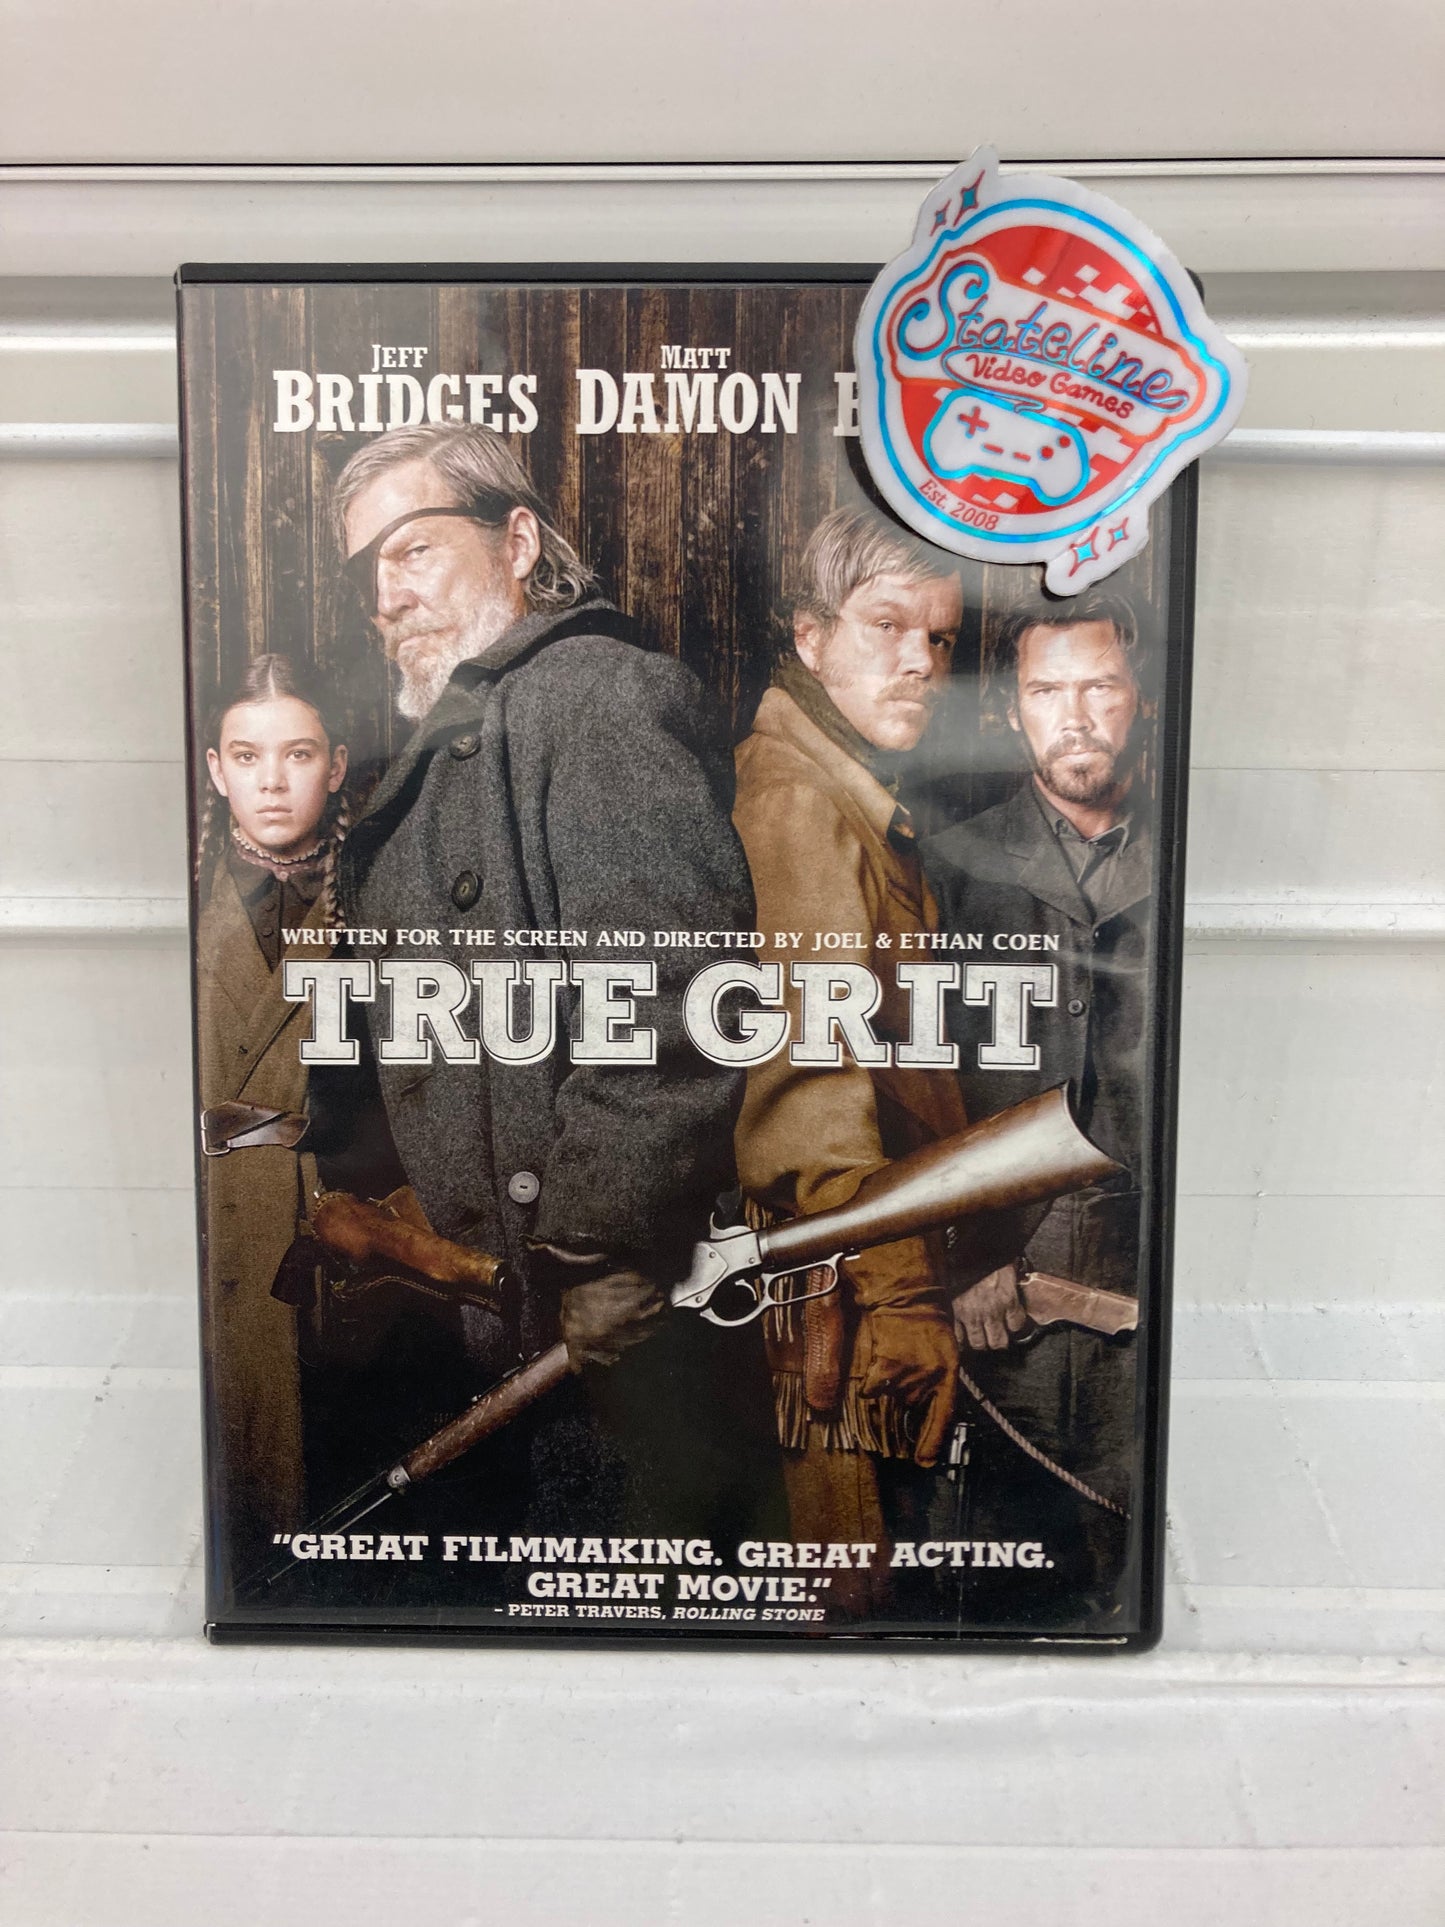 JEFF MATT
BRIDGES DAMON
Stateline
Video Games
Est. 2008
WRITTEN FOR THE SCREEN AND DIRECTED BY JOEL & ETHAN COEN
TRUE GRIT
"GREAT FILMMAKING. GREAT ACTING.
GREAT MOVIE."
– PETER TRAVERS, ROLLING STONE